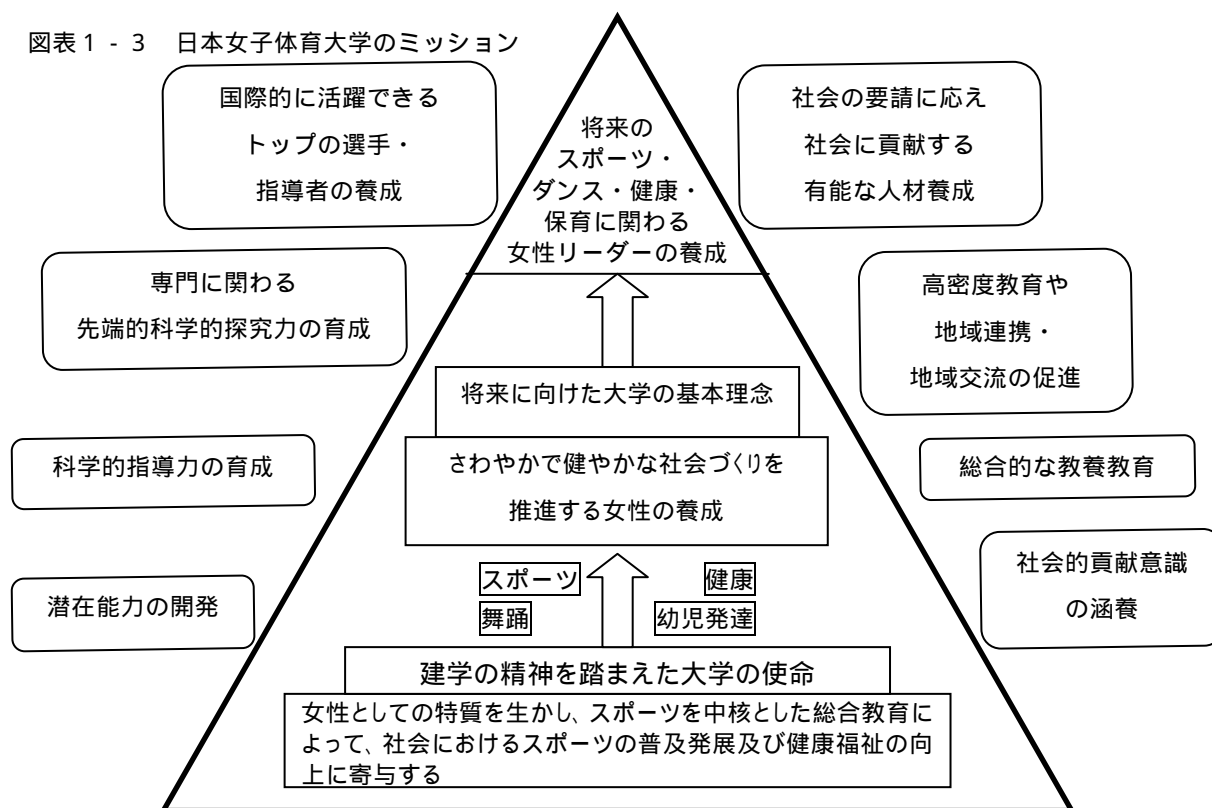 図表１‐３ 日本女子体育大学のミッション
国際的に活躍できる
トップの選手・
指導者の養成
社会の要請に応え
社会に貢献する
有能な人材養成
将来の
スポーツ・
ダンス・健康・
保育に関わる
女性リーダーの養成
専門に関わる
先端的科学的探究力の育成
高密度教育や
地域連携・
地域交流の促進
将来に向けた大学の基本理念
さわやかで健やかな社会づくりを
推進する女性の養成
科学的指導力の育成
総合的な教養教育
スポーツ
健康
舞踊
幼児発達
潜在能力の開発
社会的貢献意識
の涵養
建学の精神を踏まえた大学の使命
女性としての特質を生かし、スポーツを中核とした総合教育に
よって、社会におけるスポーツの普及発展及び健康福祉の向
上に寄与する